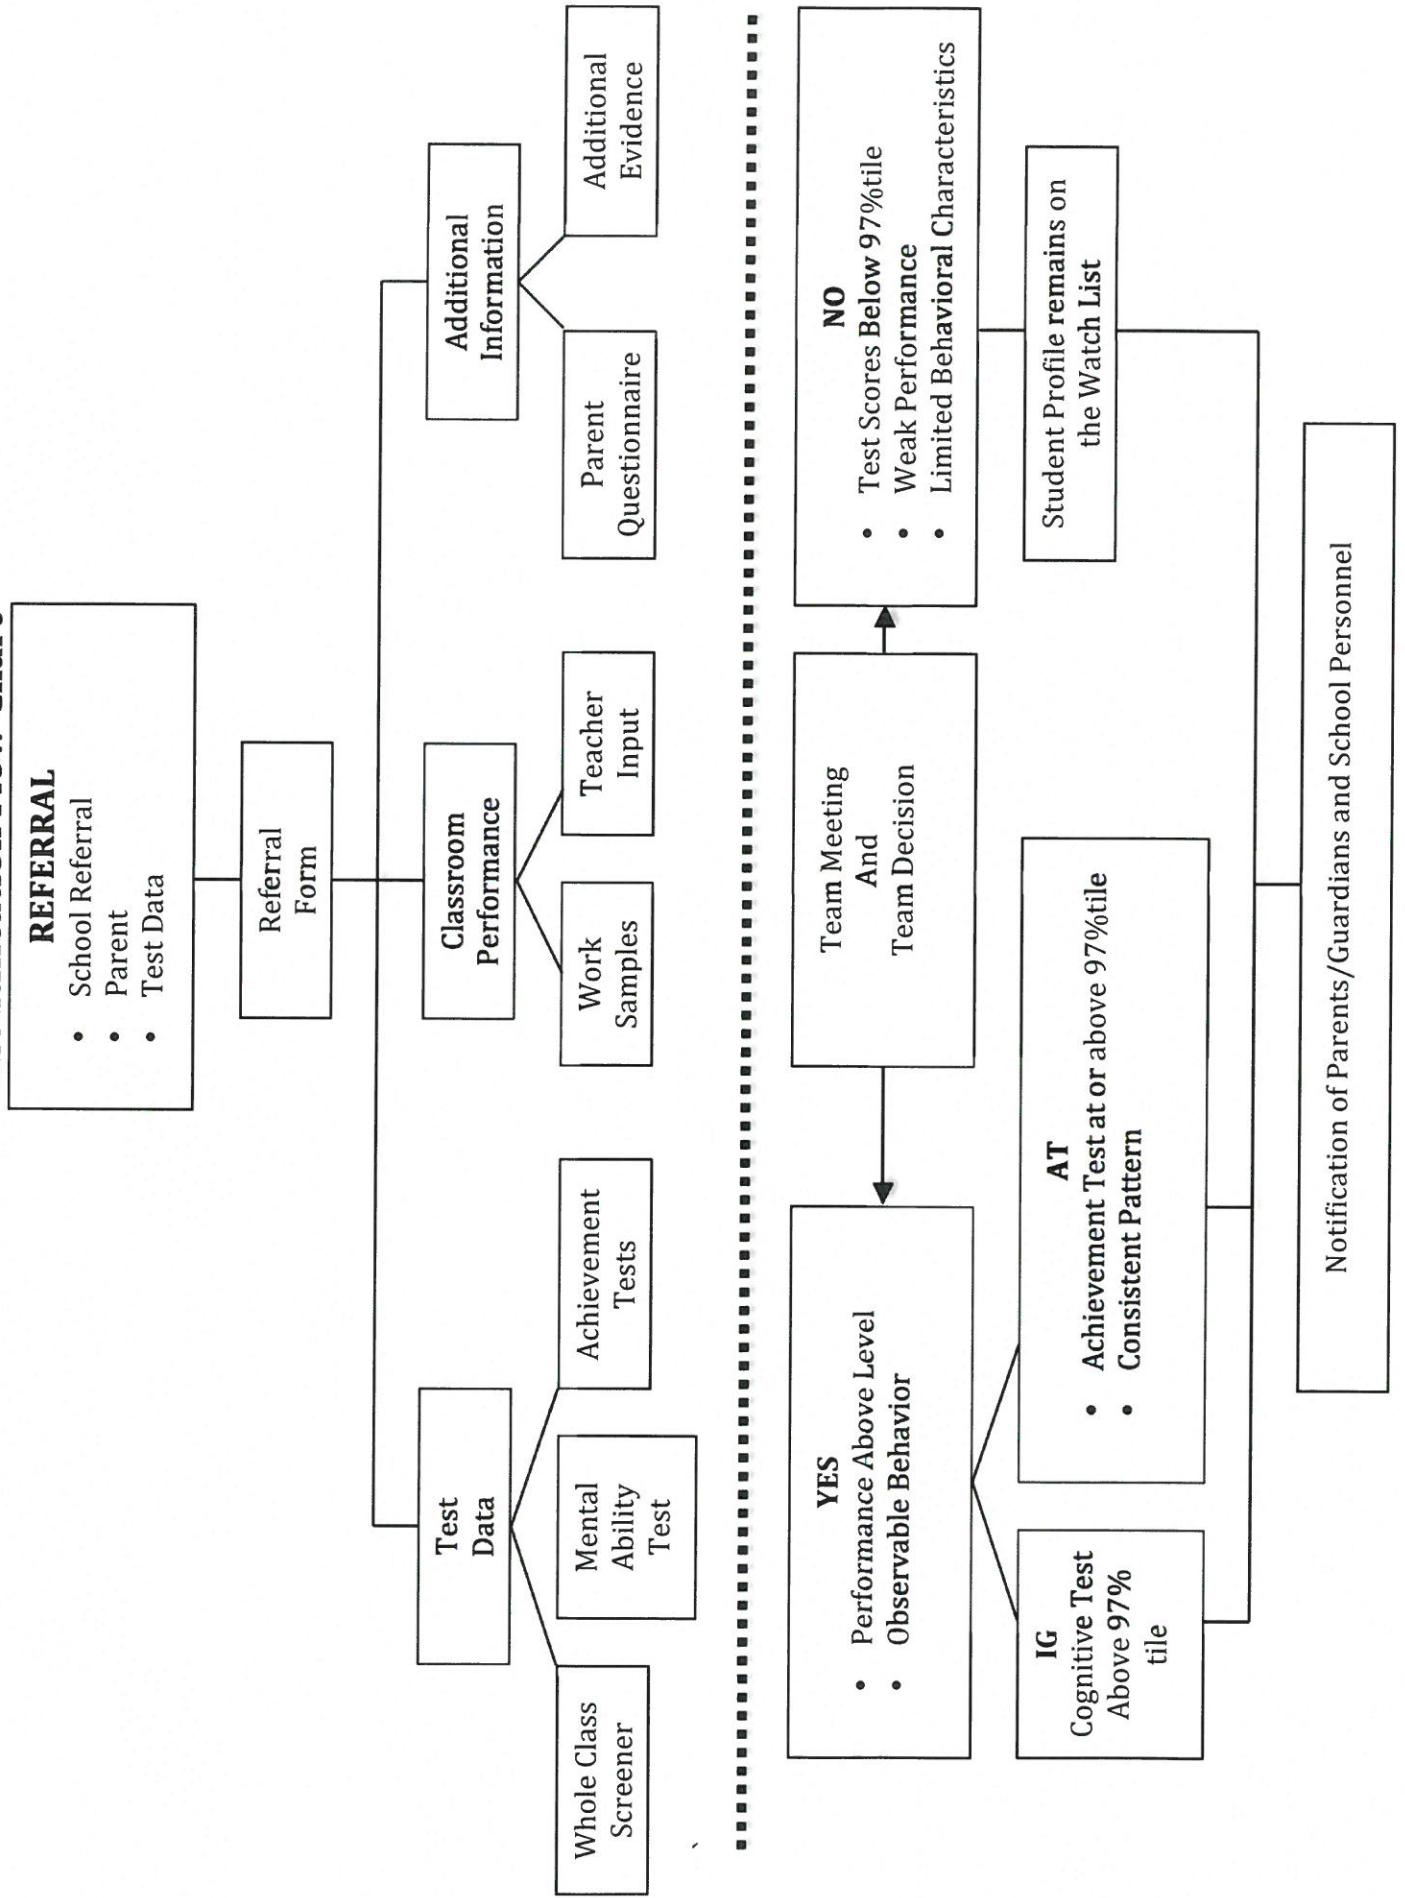 REFERRAL
• School Referral
• Parent
• Test Data
Referral
Form
Test
Data
Classroom
Performance
Additional
Information
Whole Class
Screener
Mental
Ability
Test
Achievement
Tests
Work
Samples
Teacher
Input
Parent
Questionnaire
Additional
Evidence
YES
• Performance Above Level
• Observable Behavior
Team Meeting
And
Team Decision
NO
• Test Scores Below 97%tile
• Weak Performance
• Limited Behavioral Characteristics
IG
Cognitive Test
Above 97%
tile
AT
• Achievement Test at or above 97%tile
• Consistent Pattern
Student Profile remains on
the Watch List
Notification of Parents/Guardians and School Personnel